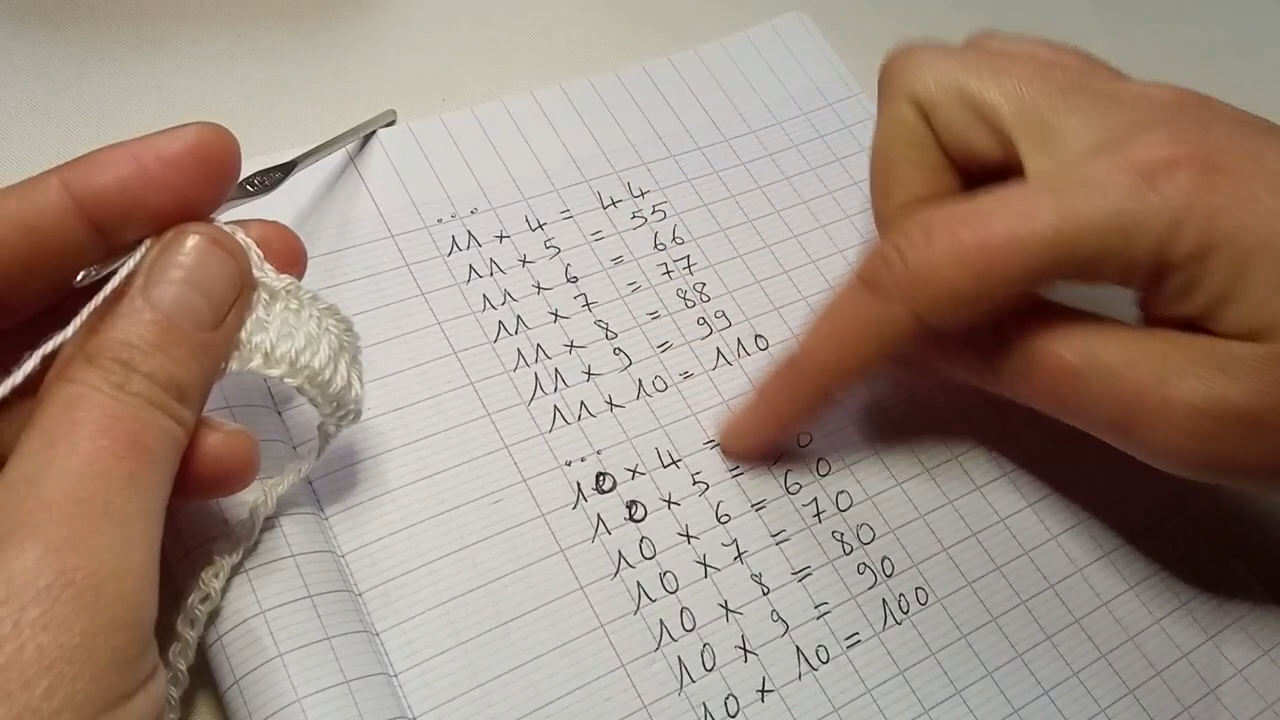 ...
11 x 4 = 44
11 x 5 = 55
11 x 6 = 66
11 x 7 = 77
11 x 8 = 88
11 x 9 = 99
11 x 10 = 110
...
10 x 4 =
10 x 5 = 0
10 x 6 = 60
10 x 7 = 70
10 x 8 = 80
10 x 9 = 90
10 x 10 = 100